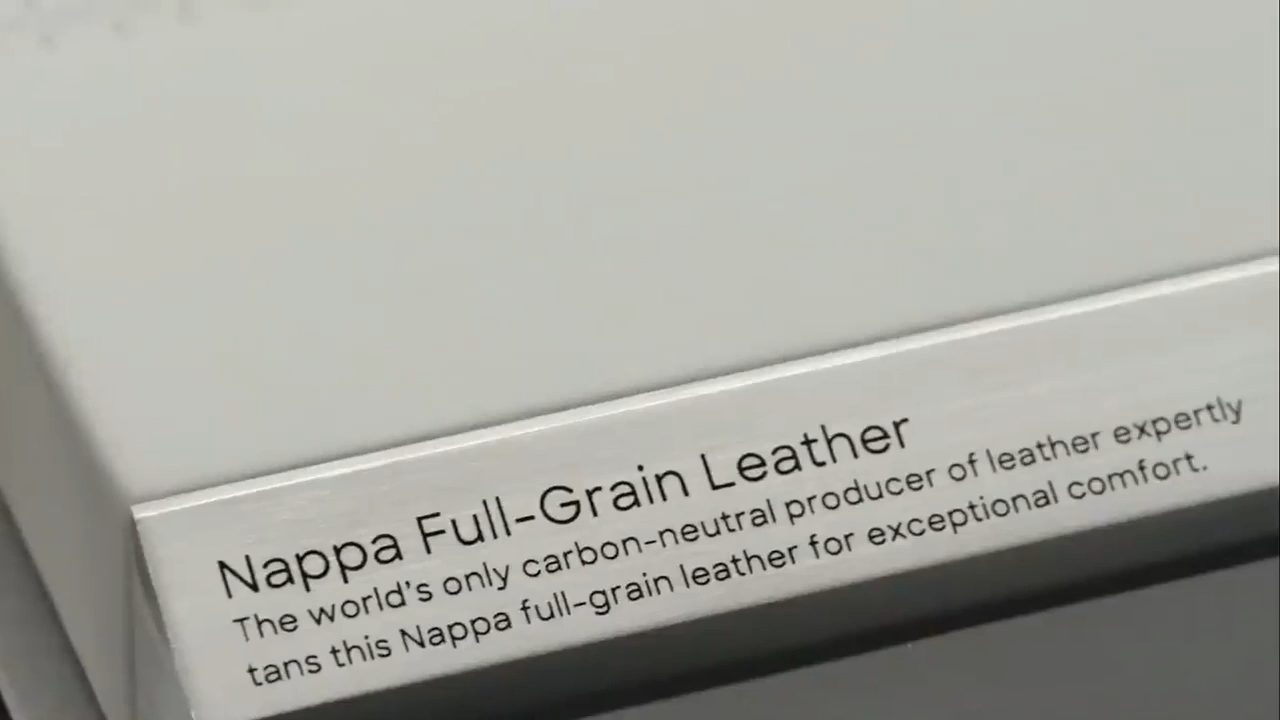 Nappa Full-Grain Leather
The world's only carbon-neutral producer of leather expertly
tans this Nappa full-grain leather for exceptional comfort.